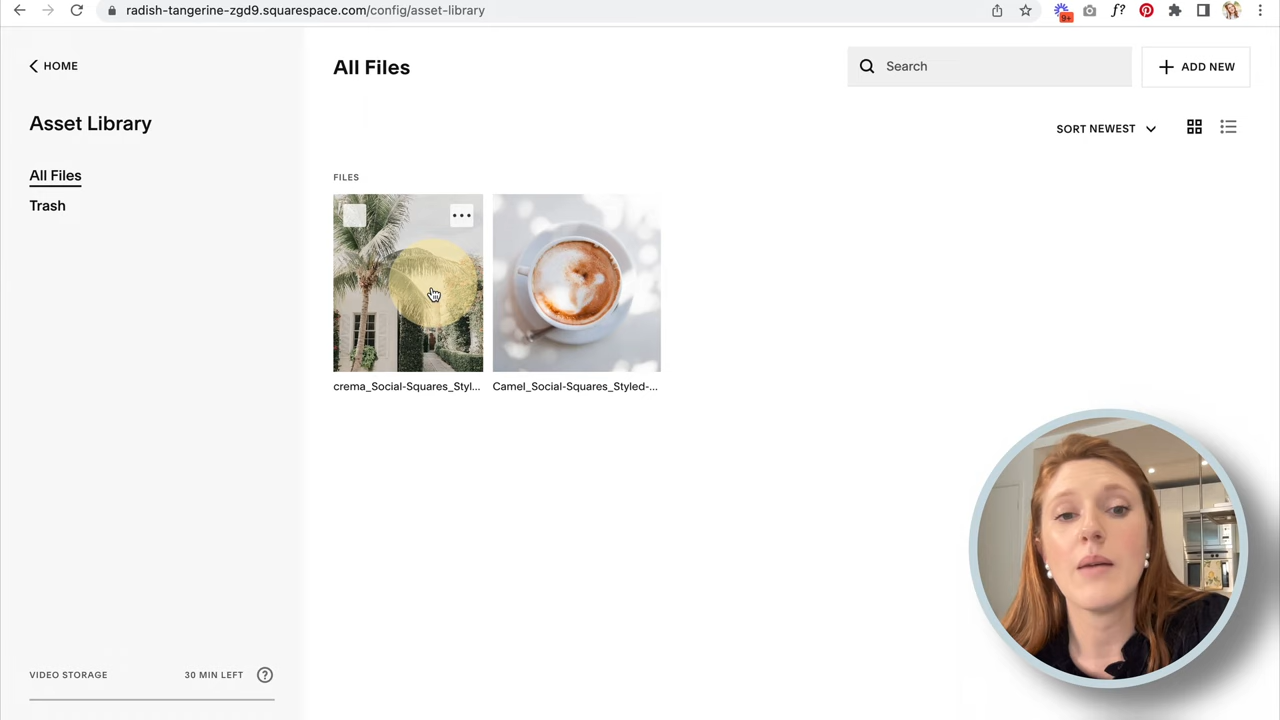 radish-tangerine-zgd9.squarespace.com/config/asset-library
9+
f?
HOME
All Files
Search
ADD NEW
Asset Library
SORT NEWEST
All Files
Trash
FILES
crema_Social-Squares_Styl...
Camel_Social-Squares_Styled-...
VIDEO STORAGE
30 MIN LEFT
?